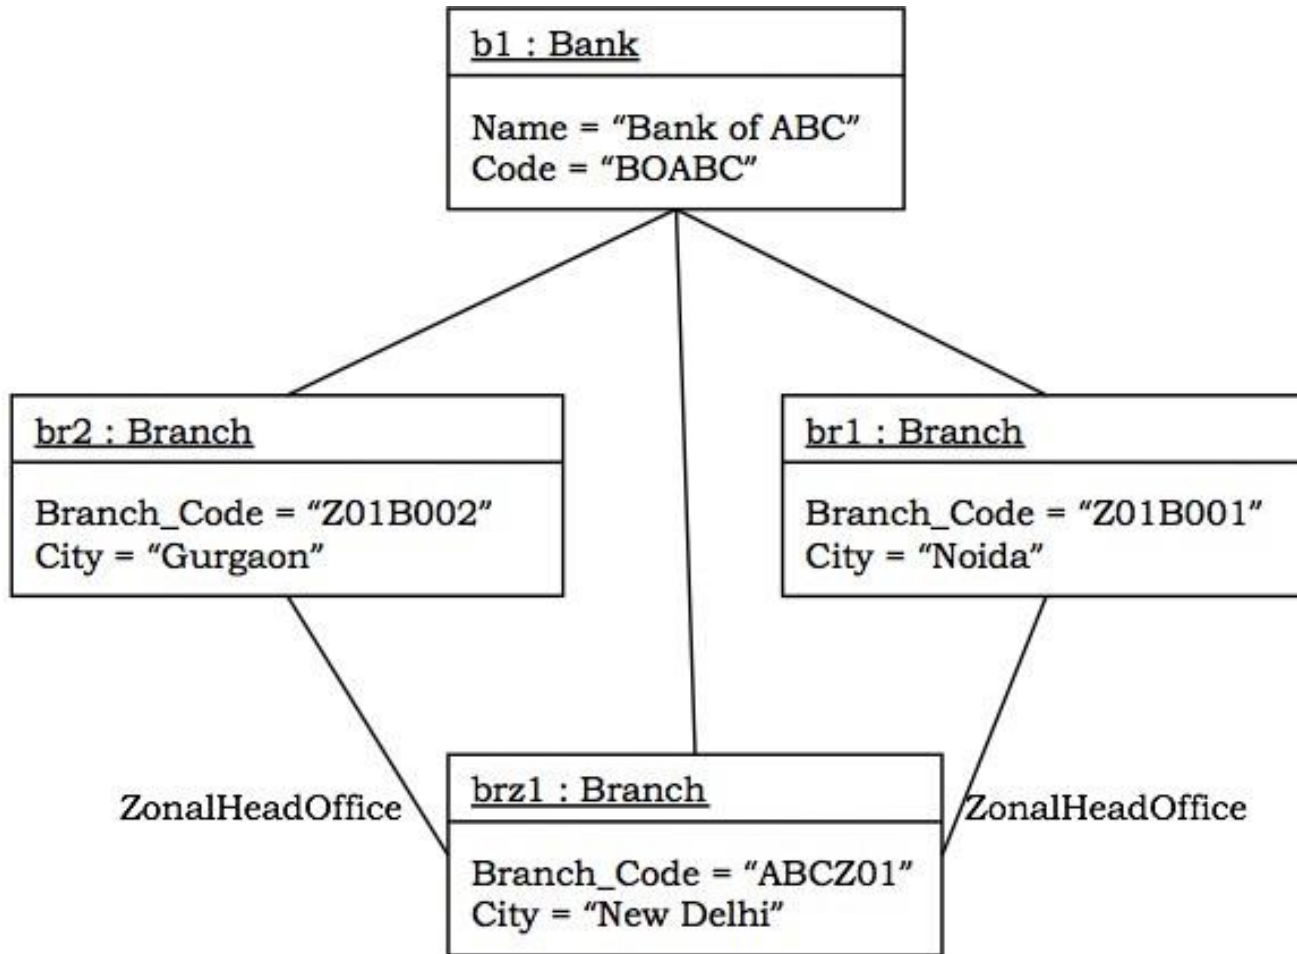 b1 : Bank
Name = “Bank of ABC”
Code = “BOABC”
br2 : Branch
Branch_Code = “Z01B002”
City = “Gurgaon”
br1 : Branch
Branch_Code = “Z01B001”
City = “Noida”
ZonalHeadOffice
brz1 : Branch
Branch_Code = “ABCZ01”
City = “New Delhi”
ZonalHeadOffice